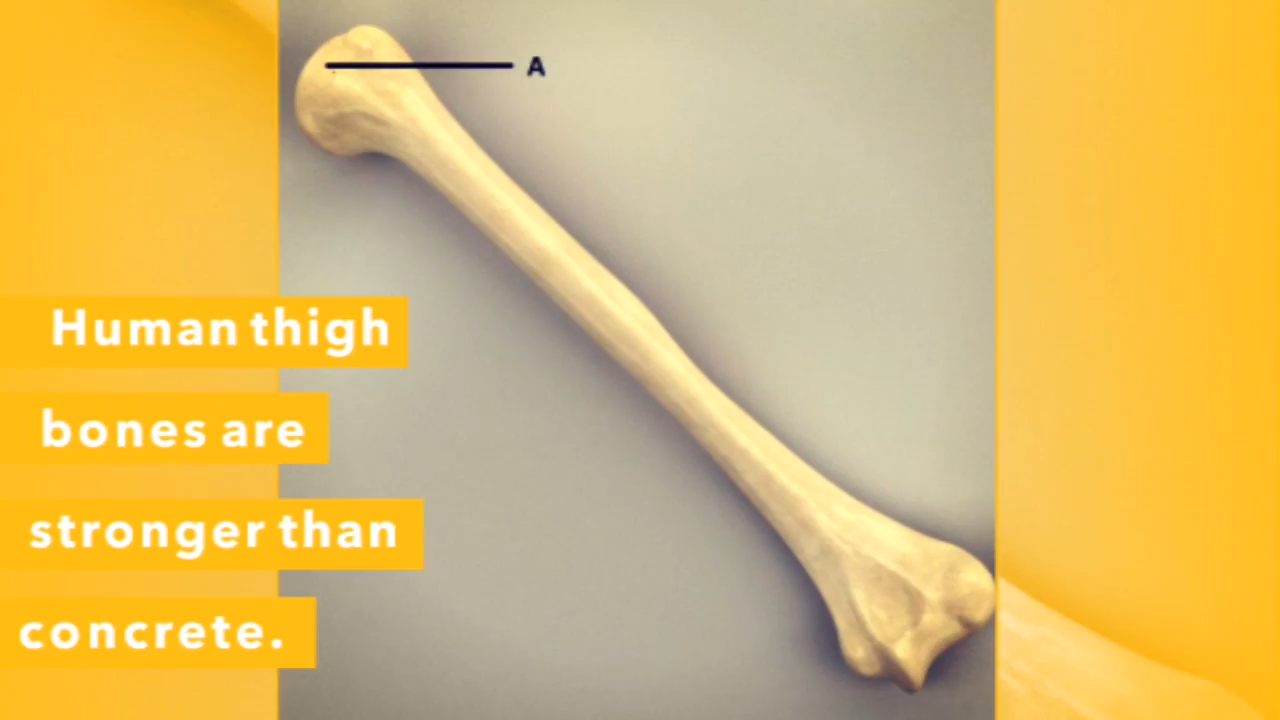 A
Human thigh
bones are
stronger than
concrete.